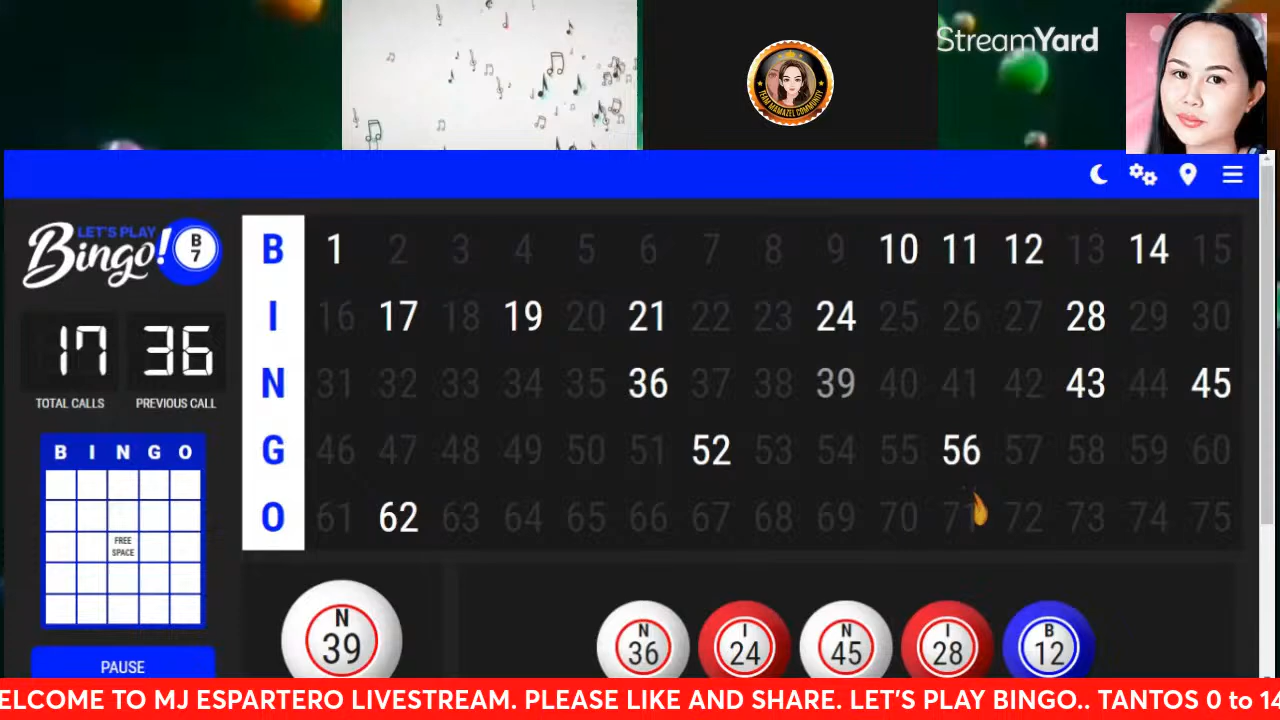 StreamYard
TEAM MAMAZEL COMMUNITY
LET'S PLAY
Bingo!
B
7
17 36
TOTAL CALLS PREVIOUS CALL
B I N G O
FREE
SPACE
PAUSE
B 1 2 3 4 5 6 7 8 9 10 11 12 13 14 15
I 16 17 18 19 20 21 22 23 24 25 26 27 28 29 30
N 31 32 33 34 35 36 37 38 39 40 41 42 43 44 45
G 46 47 48 49 50 51 52 53 54 55 56 57 58 59 60
O 61 62 63 64 65 66 67 68 69 70 71 72 73 74 75
N
39
N
36
I
24
N
45
I
28
B
12
ELCOME TO MJ ESPARTERO LIVESTREAM. PLEASE LIKE AND SHARE. LET'S PLAY BINGO.. TANTOS 0 to 14